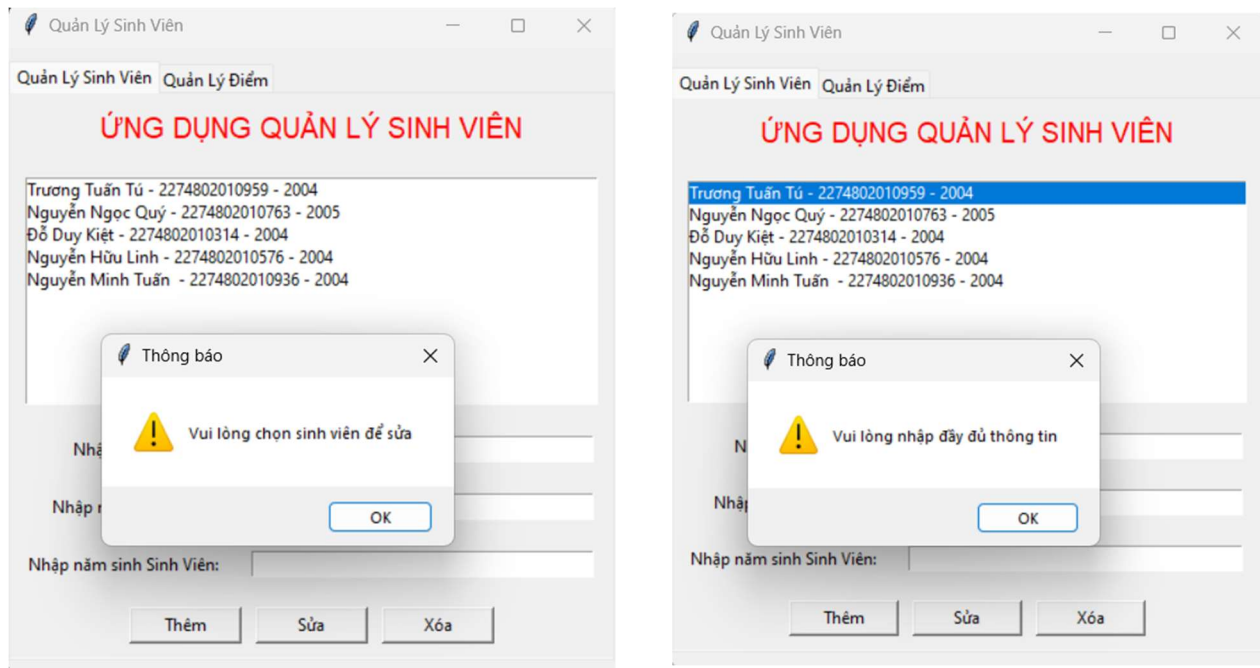 Quản Lý Sinh Viên
Quản Lý Sinh Viên Quản Lý Điểm
ỨNG DỤNG QUẢN LÝ SINH VIÊN
Trương Tuấn Tú - 2274802010959 - 2004
Nguyễn Ngọc Quý - 2274802010763 - 2005
Đỗ Duy Kiệt - 2274802010314 - 2004
Nguyễn Hữu Linh - 2274802010576 - 2004
Nguyễn Minh Tuấn  - 2274802010936 - 2004
Thông báo
Vui lòng chọn sinh viên để sửa
OK
Nhập
Nhập năm sinh Sinh Viên:
Thêm Sửa Xóa
Quản Lý Sinh Viên
Quản Lý Sinh Viên Quản Lý Điểm
ỨNG DỤNG QUẢN LÝ SINH VIÊN
Trương Tuấn Tú - 2274802010959 - 2004
Nguyễn Ngọc Quý - 2274802010763 - 2005
Đỗ Duy Kiệt - 2274802010314 - 2004
Nguyễn Hữu Linh - 2274802010576 - 2004
Nguyễn Minh Tuấn  - 2274802010936 - 2004
Thông báo
Vui lòng nhập đầy đủ thông tin
OK
Nhập năm sinh Sinh Viên:
Thêm Sửa Xóa